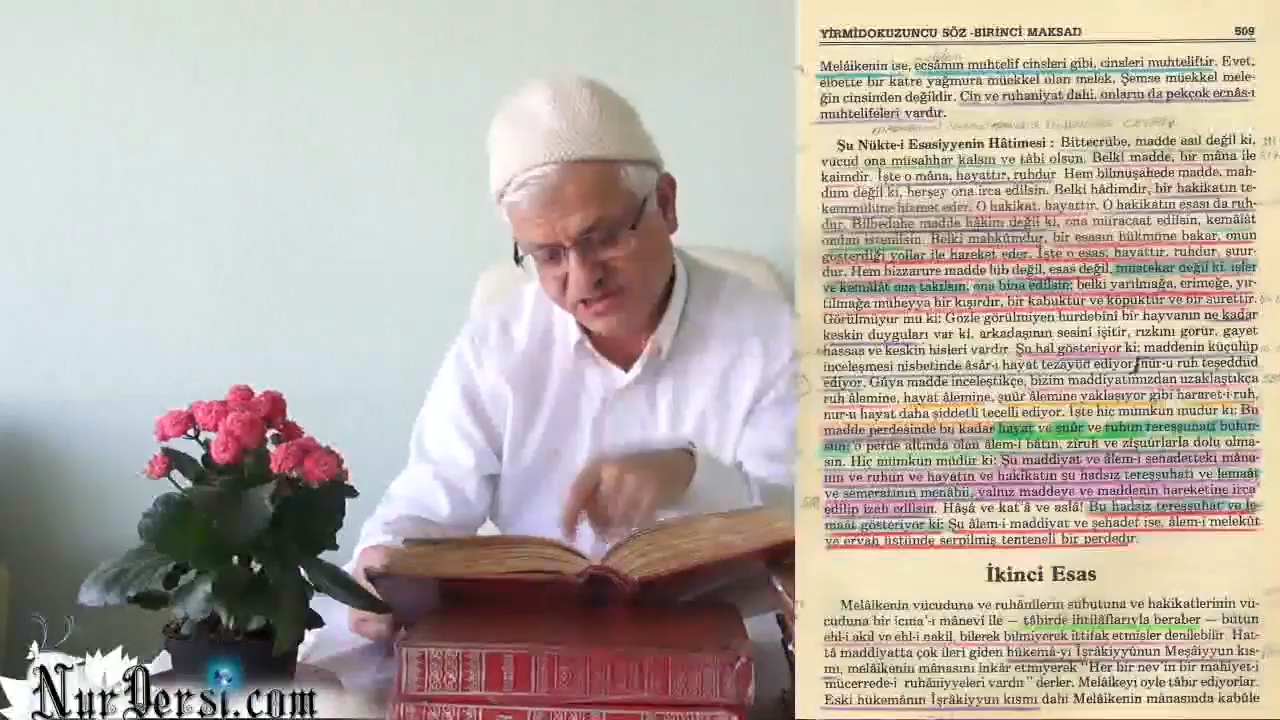 YİRMİDOKUZUNCU SÖZ -BİRİNCİ MAKSAD 509
Melâikenin ise, ecsânın muhtelif cinsleri gibi, cinsleri muhteliftir. Evet,
elbette bir katre yağmura müekkel olan melek, Şemse müekkel mele-
ğin cinsinden değildir. Cin ve ruhaniyat dahi, onların da pekçok ecnâs-ı
muhtelifeleri vardır.
Şu Nükte-i Esasiyyenin Hâtimesi : Bittecrübe, madde asıl değil ki,
vücud ona müsahhar kalsın ve tâbi olsun. Belki madde, bir mâna ile
kaimdir. İşte o mâna, hayattır, ruhdur. Hem bilmüşahede madde, mah-
dum değil ki, herşey ona irca edilsin. Belki hâdimdir, bir hakikatın te-
kemmülüne hizmet eder. O hakikat, hayattır. O hakikatın esası da ruh-
dur. Bilbedahe madde hâkim değil ki, ona müracaat edilsin, kemâlât
ondan istenilsin. Belki mahkûmdur, bir esasın hükmüne bakar, onun
gösterdiği yollar ile hareket eder. İşte o esas, hayattır, ruhdur, şuur-
dur. Hem bizzarure madde lüb değil, esas değil, müstekar değil ki, işler
ve kemâlât ona takılsın, ona bina edilsin; belki yarılmağa, erimeğe, yır-
tılmağa müheyya bir kışırdır, bir kabuktur ve köpüktür ve bir surettir.
Görülmüyor mu ki: Gözle görülmiyen hurdebînî bir hayvanın ne kadar
keskin duyguları var ki, arkadaşının sesini işitir, rızkını görür, gayet
hassas ve keskin hisleri vardır. Şu hal gösteriyor ki; maddenin küçülüp
inceleşmesi nisbetinde âsâr-ı hayat tezayüd ediyor, nur-u ruh teşeddüd
ediyor. Gûya madde inceleştikçe, bizim maddiyatımızdan uzaklaştıkça
ruh âlemine, hayat âlemine, şuûr âlemine yaklaşıyor gibi hararet-i ruh,
nur-u hayat daha şiddetli tecelli ediyor. İşte hiç mümkün müdür ki; Bu
madde perdesinde bu kadar hayat ve şuûr ve ruhun tereşşuhatı bulun-
sun; o perde altında olan âlem-i bâtın, zîruh ve zîşuûrlarla dolu olma-
sın. Hiç mümkün müdür ki: Şu maddiyat ve âlem-i şehadetteki mâna-
nın ve ruhun ve hayatın ve hakikatın şu hadsiz tereşşuhatı ve lemaât
ve semeratının menâbii, yalnız maddeye ve maddenin hareketine irca'
edilip izah edilsin. Hâşâ ve kat'â ve aslâ! Bu hadsiz tereşşuhat ve le-
maât gösteriyor ki: Şu âlem-i maddiyat ve şehadet ise, âlem-i melekût
ve ervah üstünde serpilmiş tenteneli bir perdedir.
İkinci Esas
Melâikenin vücuduna ve ruhânîlerin sübutuna ve hakikatlerinin vü-
cuduna bir icma'-ı mânevî ile — tâbirde ihtilâflarıyla beraber — bütün
ehl-i akıl ve ehl-i nakil, bilerek bilmiyerek ittifak etmişler denilebilir. Hat-
tâ maddiyatta çok ileri giden hükemâ-yı İşrâkiyyûnun Meşâiyyun kıs-
mı, melâikenin mânasını inkâr etmiyerek "Her bir nev'in bir mahiyet-i
mücerrede-i ruhâniyyeleri vardır" derler. Melâikeyi öyle tâbir ediyorlar.
Eski hükemânın İşrâkiyyun kısmı dahi Melâikenin mânasında kabûle
NurDersi.com